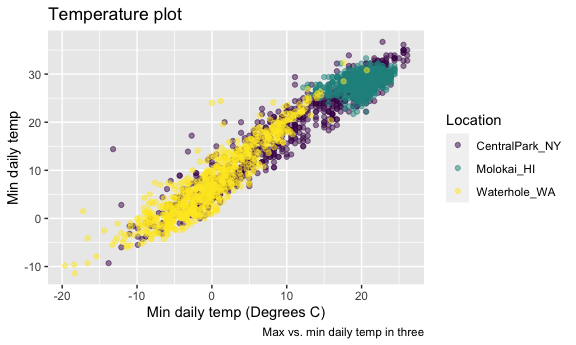 Temperature plot
Min daily temp
30
20
10
0
-10
-20
-10
0
10
20
Min daily temp (Degrees C)
Max vs. min daily temp in three
Location
CentralPark_NY
Molokai_HI
Waterhole_WA